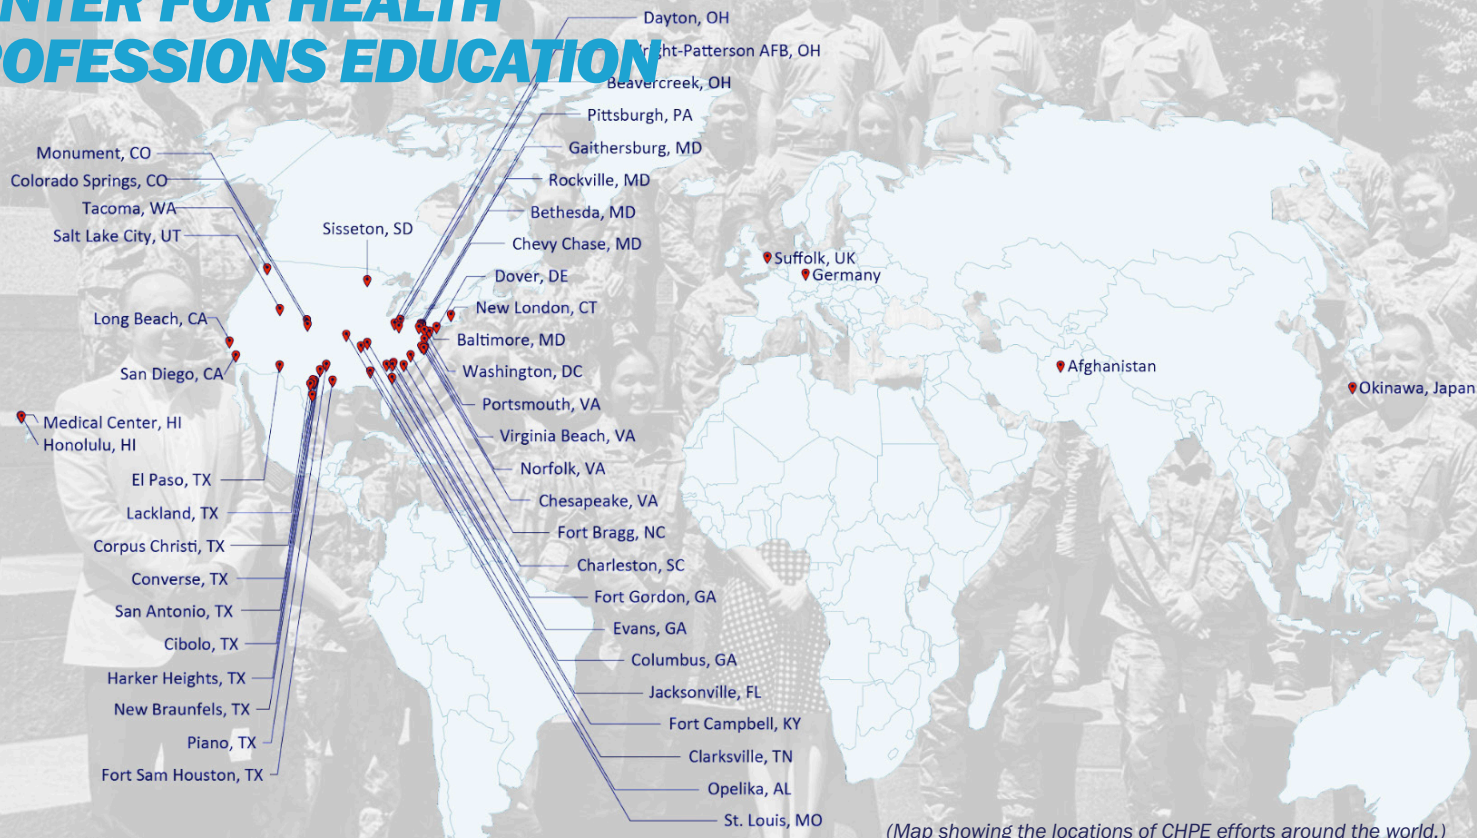 NTER FOR HEALTH
OFESSIONS EDUCATION
Dayton, OH
right-Patterson AFB, OH
Beavercreek, OH
Pittsburgh, PA
Gaithersburg, MD
Rockville, MD
Bethesda, MD
Chevy Chase, MD
Dover, DE
New London, CT
Baltimore, MD
Washington, DC
Portsmouth, VA
Virginia Beach, VA
Norfolk, VA
Chesapeake, VA
Fort Bragg, NC
Charleston, SC
Fort Gordon, GA
Evans, GA
Columbus, GA
Jacksonville, FL
Fort Campbell, KY
Clarksville, TN
Opelika, AL
St. Louis, MO
Monument, CO
Colorado Springs, CO
Tacoma, WA
Salt Lake City, UT
Sisseton, SD
Long Beach, CA
San Diego, CA
Medical Center, HI
Honolulu, HI
El Paso, TX
Lackland, TX
Corpus Christi, TX
Converse, TX
San Antonio, TX
Cibolo, TX
Harker Heights, TX
New Braunfels, TX
Piano, TX
Fort Sam Houston, TX
Suffolk, UK
Germany
Afghanistan
Okinawa, Japan
(Map showing the locations of CHPE efforts around the world.)